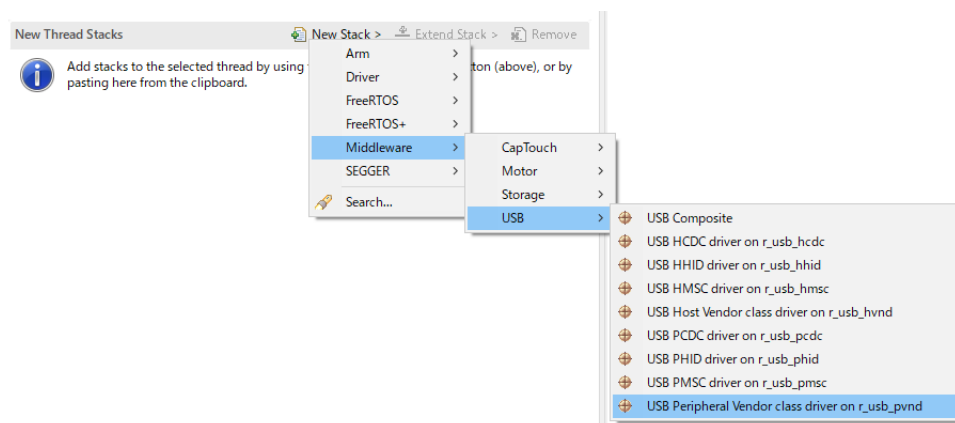 New Thread Stacks
New Stack > Extend Stack > Remove
Add stacks to the selected thread by using
tton (above), or by
pasting here from the clipboard.
Arm >
Driver >
FreeRTOS >
FreeRTOS+ >
Middleware >
SEGGER >
Search...
CapTouch >
Motor >
Storage >
USB >
USB Composite
USB HCDC driver on r_usb_hcdc
USB HHID driver on r_usb_hhid
USB HMSC driver on r_usb_hmsc
USB Host Vendor class driver on r_usb_hvnd
USB PCDC driver on r_usb_pcdc
USB PHID driver on r_usb_phid
USB PMSC driver on r_usb_pmsc
USB Peripheral Vendor class driver on r_usb_pvnd